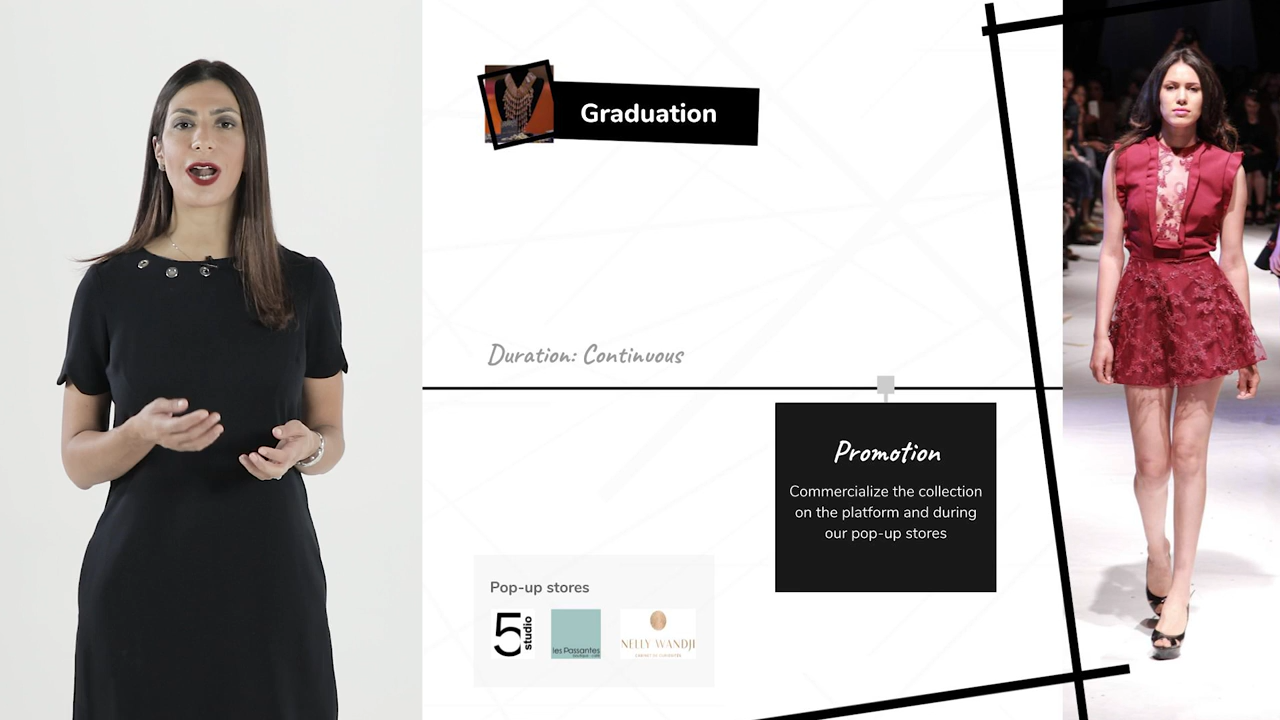 Graduation
Duration: Continuous
Promotion
Commercialize the collection
on the platform and during
our pop-up stores
Pop-up stores
5 studio
les Passantes
NELLY WANDJI